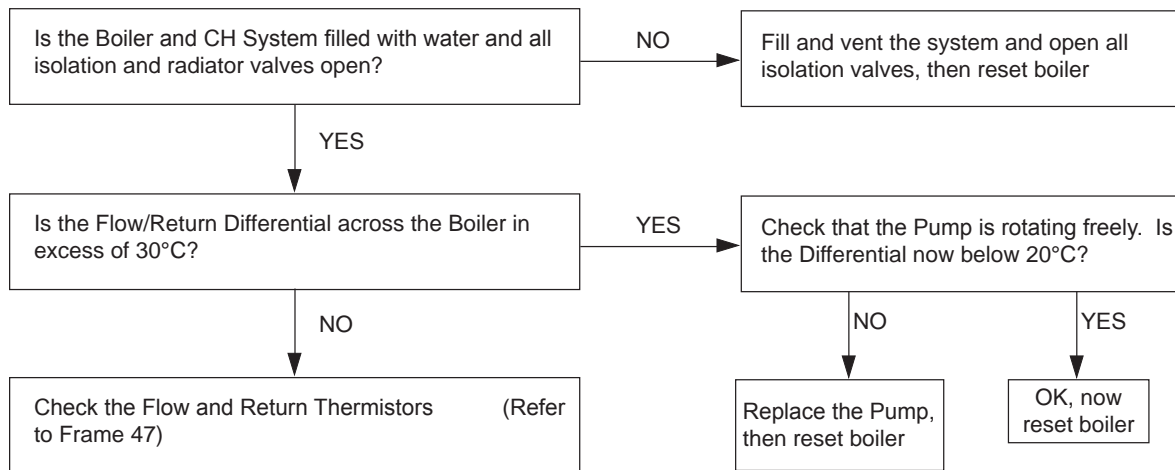 Is the Boiler and CH System filled with water and all
isolation and radiator valves open?
NO
Fill and vent the system and open all
isolation valves, then reset boiler
YES
Is the Flow/Return Differential across the Boiler in
excess of 30°C?
YES
Check that the Pump is rotating freely.  Is
the Differential now below 20°C?
NO
NO
YES
Check the Flow and Return Thermistors (Refer
to Frame 47)
Replace the Pump,
then reset boiler
OK, now
reset boiler